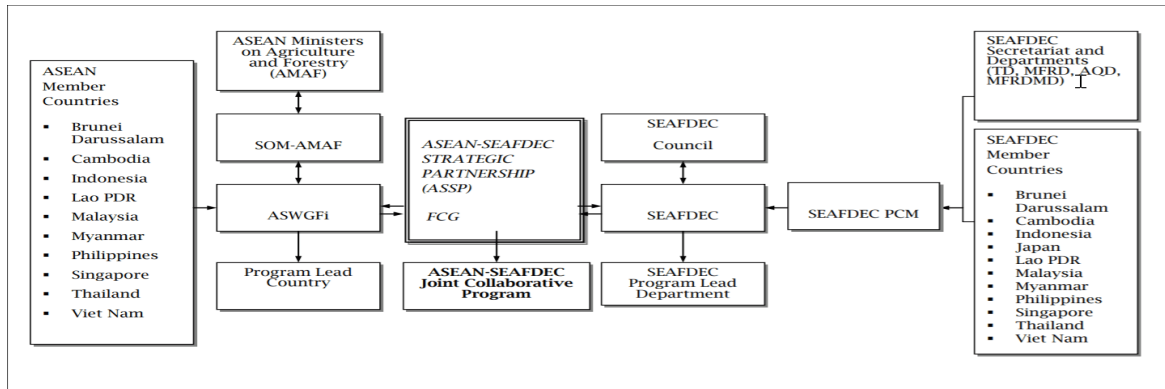 ASEAN
Member
Countries
▪ Brunei
Darussalam
▪ Cambodia
▪ Indonesia
▪ Lao PDR
▪ Malaysia
▪ Myanmar
▪ Philippines
▪ Singapore
▪ Thailand
▪ Viet Nam
ASEAN Ministers
on Agriculture
and Forestry
(AMAF)
SOM-AMAF
ASWGFi
Program Lead
Country
ASEAN-SEAFDEC
STRATEGIC
PARTNERSHIP
(ASSP)
FCG
ASEAN-SEAFDEC
Joint Collaborative
Program
SEAFDEC
Council
SEAFDEC
SEAFDEC
Program Lead
Department
SEAFDEC PCM
SEAFDEC
Secretariat and
Departments
(TD, MFRD, AQD,
MFRDMD)
SEAFDEC
Member
Countries
▪ Brunei
Darussalam
▪ Cambodia
▪ Indonesia
▪ Japan
▪ Lao PDR
▪ Malaysia
▪ Myanmar
▪ Philippines
▪ Singapore
▪ Thailand
▪ Viet Nam